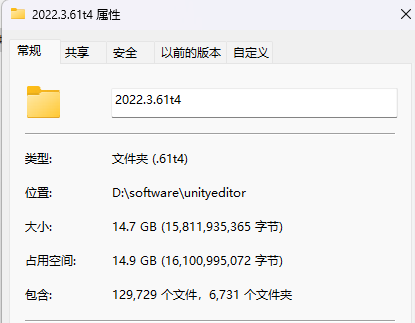 2022.3.61t4 属性
常规 共享 安全 以前的版本 自定义
2022.3.61t4
类型: 文件夹 (.61t4)
位置: D:\software\unityeditor
大小: 14.7 GB (15,811,935,365 字节)
占用空间: 14.9 GB (16,100,995,072 字节)
包含: 129,729 个文件，6,731 个文件夹